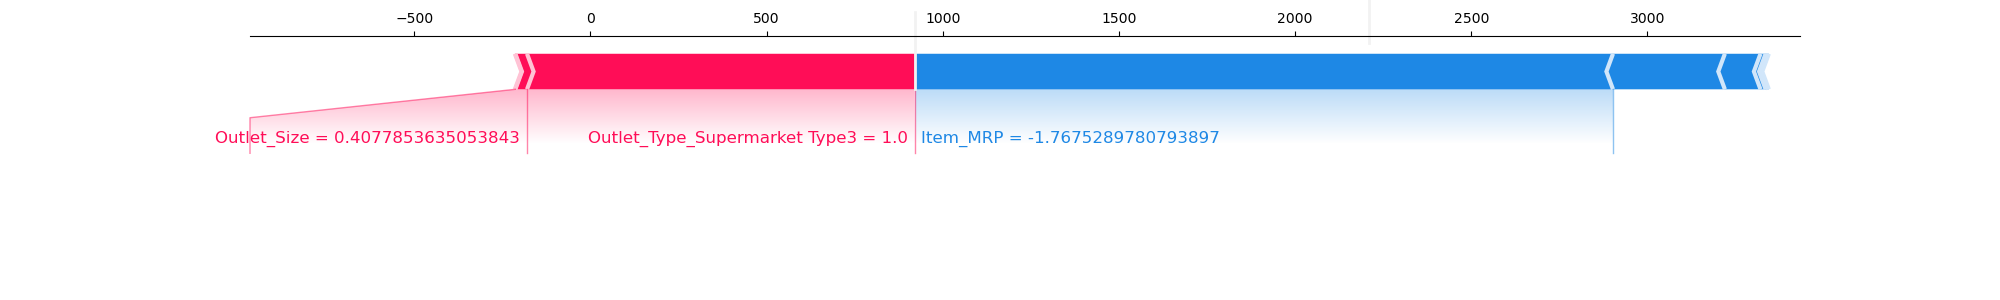 −500 0 500 1000 1500 2000 2500 3000
Outlet_Size = 0.4077853635053843 Outlet_Type_Supermarket Type3 = 1.0 Item_MRP = -1.7675289780793897